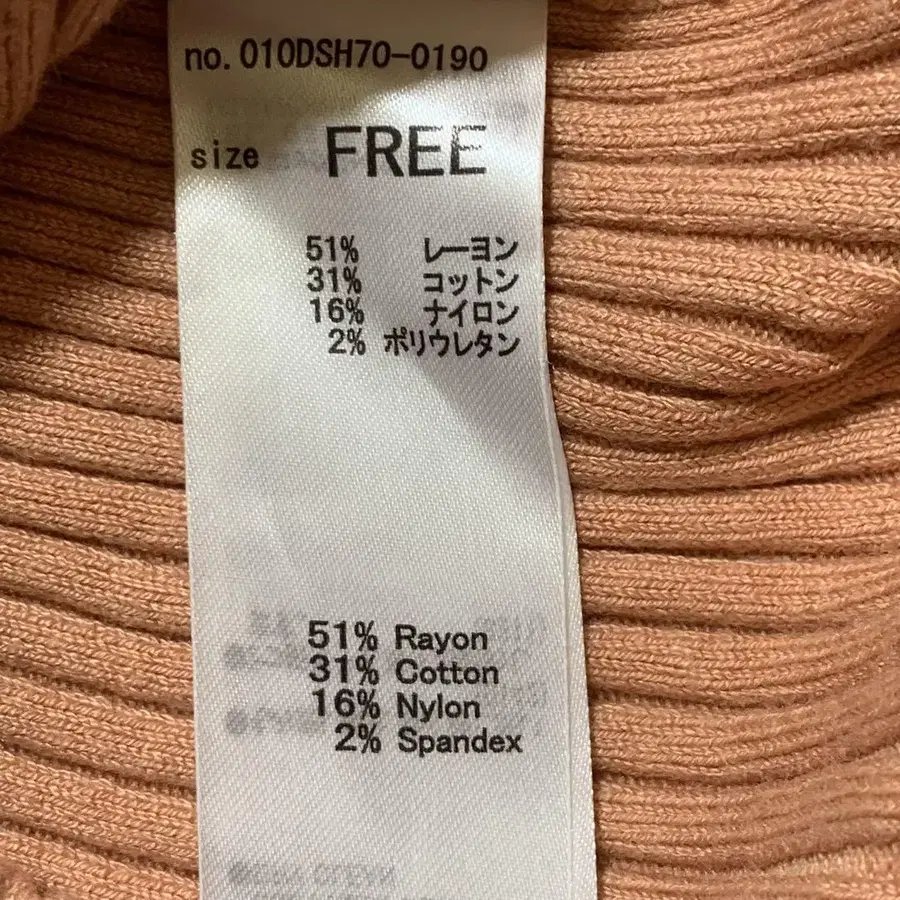 no.010DSH70-0190
size FREE
51% レーヨン
31% コットン
16% ナイロン
2% ポリウレタン
51% Rayon
31% Cotton
16% Nylon
2% Spandex